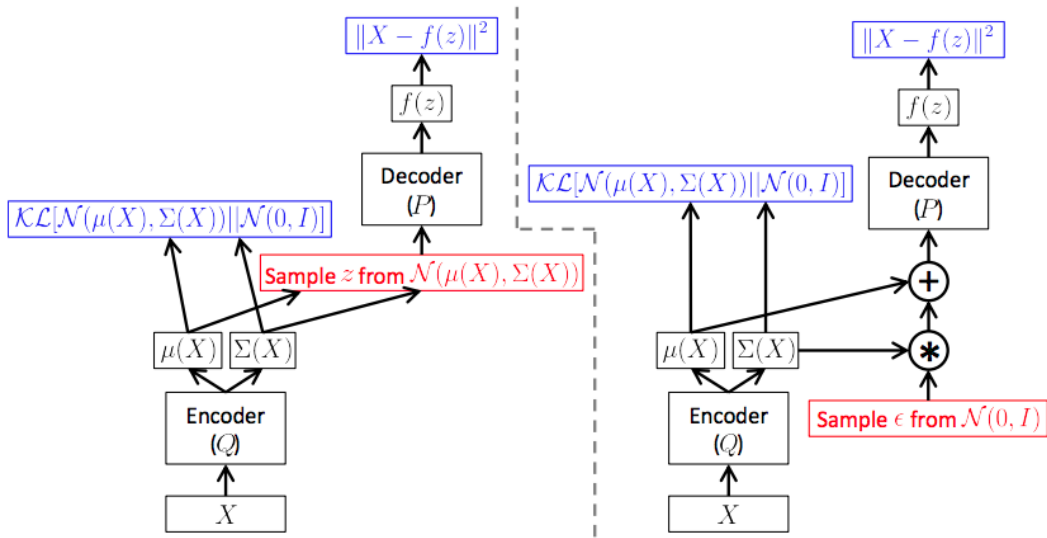 ‖X − f(z)‖²
f(z)
Decoder
(P)
𝒦ℒ[𝒩(μ(X), Σ(X))||𝒩(0, I)]
Sample z from 𝒩(μ(X), Σ(X))
μ(X)
Σ(X)
Encoder
(Q)
X
‖X − f(z)‖²
f(z)
Decoder
(P)
𝒦ℒ[𝒩(μ(X), Σ(X))||𝒩(0, I)]
+
μ(X)
Σ(X)
*
Encoder
(Q)
Sample ϵ from 𝒩(0, I)
X